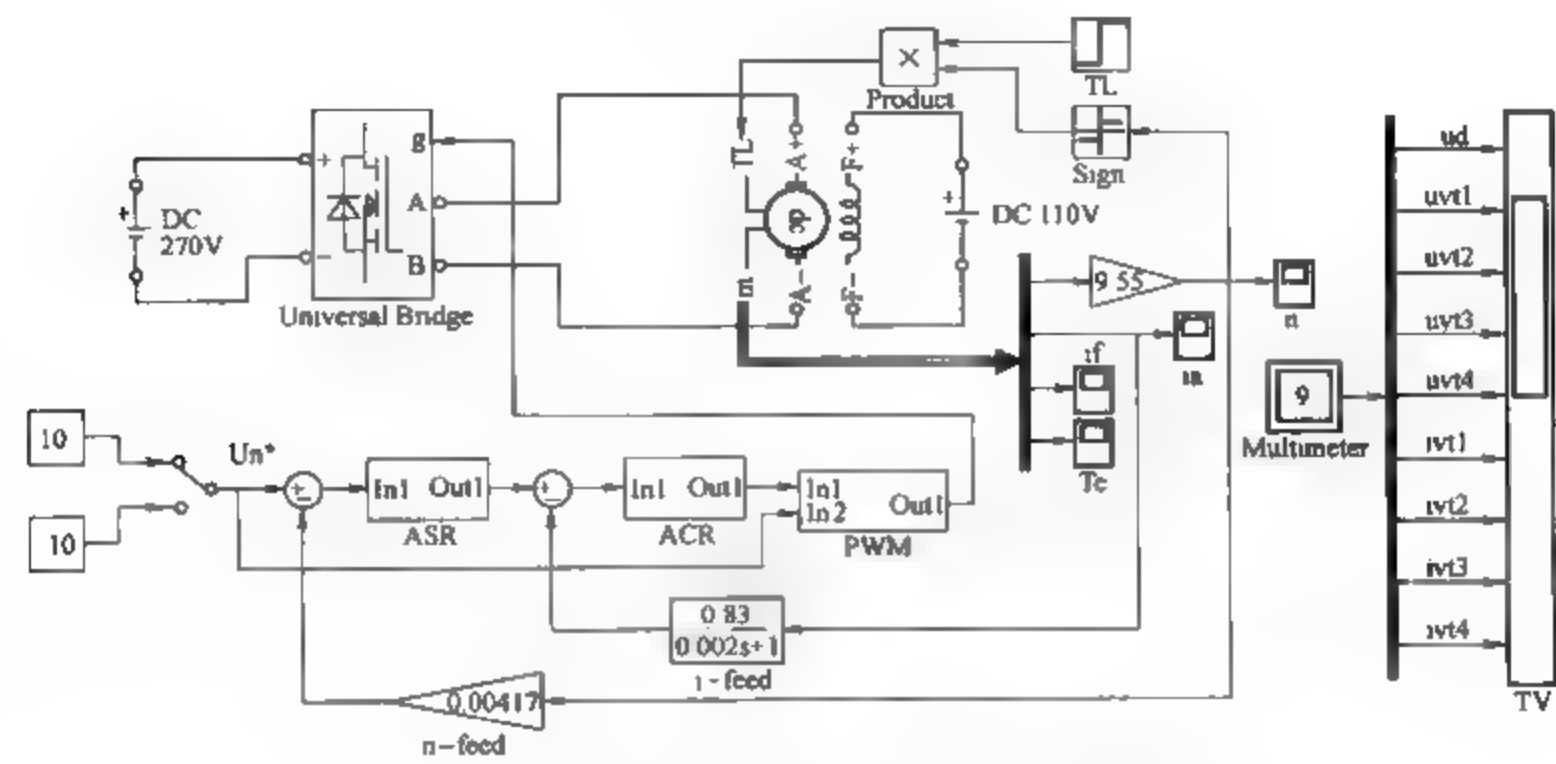 TL
Product
Sign
g
A
B
+
−
DC
270V
Universal Bridge
TL
m
A+
A−
F+
F−
+
DC 110V
9 55
n
ia
if
Te
10
10
Un*
In1 Out1
ASR
In1 Out1
ACR
In1
In2
Out1
PWM
0 83
0 002s+1
i-feed
0.00417
n-feed
9
Multimeter
ud
uvt1
uvt2
uvt3
uvt4
ivt1
ivt2
ivt3
ivt4
TV